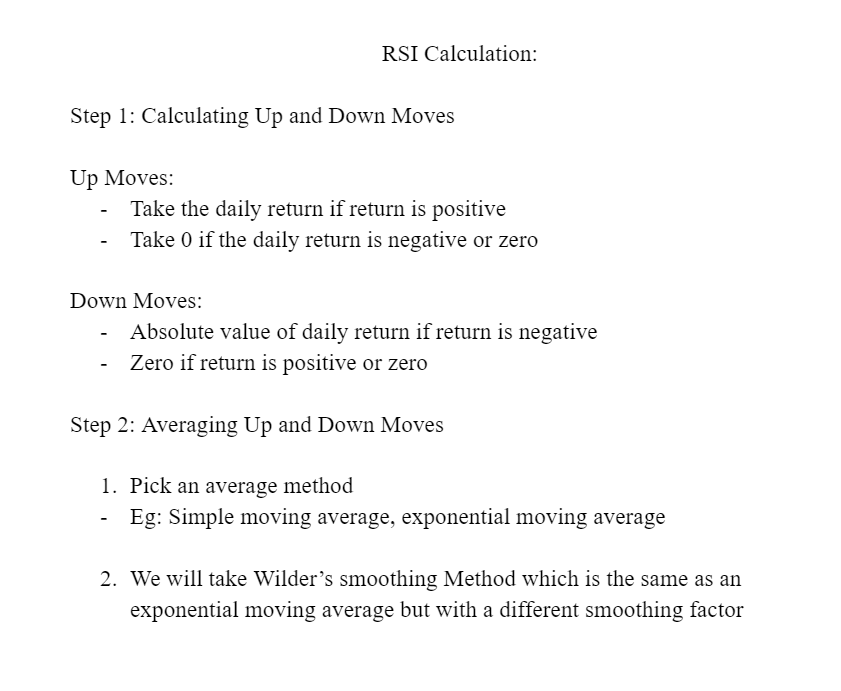 RSI Calculation:
Step 1: Calculating Up and Down Moves
Up Moves:
- Take the daily return if return is positive
- Take 0 if the daily return is negative or zero
Down Moves:
- Absolute value of daily return if return is negative
- Zero if return is positive or zero
Step 2: Averaging Up and Down Moves
1. Pick an average method
- Eg: Simple moving average, exponential moving average
2. We will take Wilder’s smoothing Method which is the same as an
exponential moving average but with a different smoothing factor